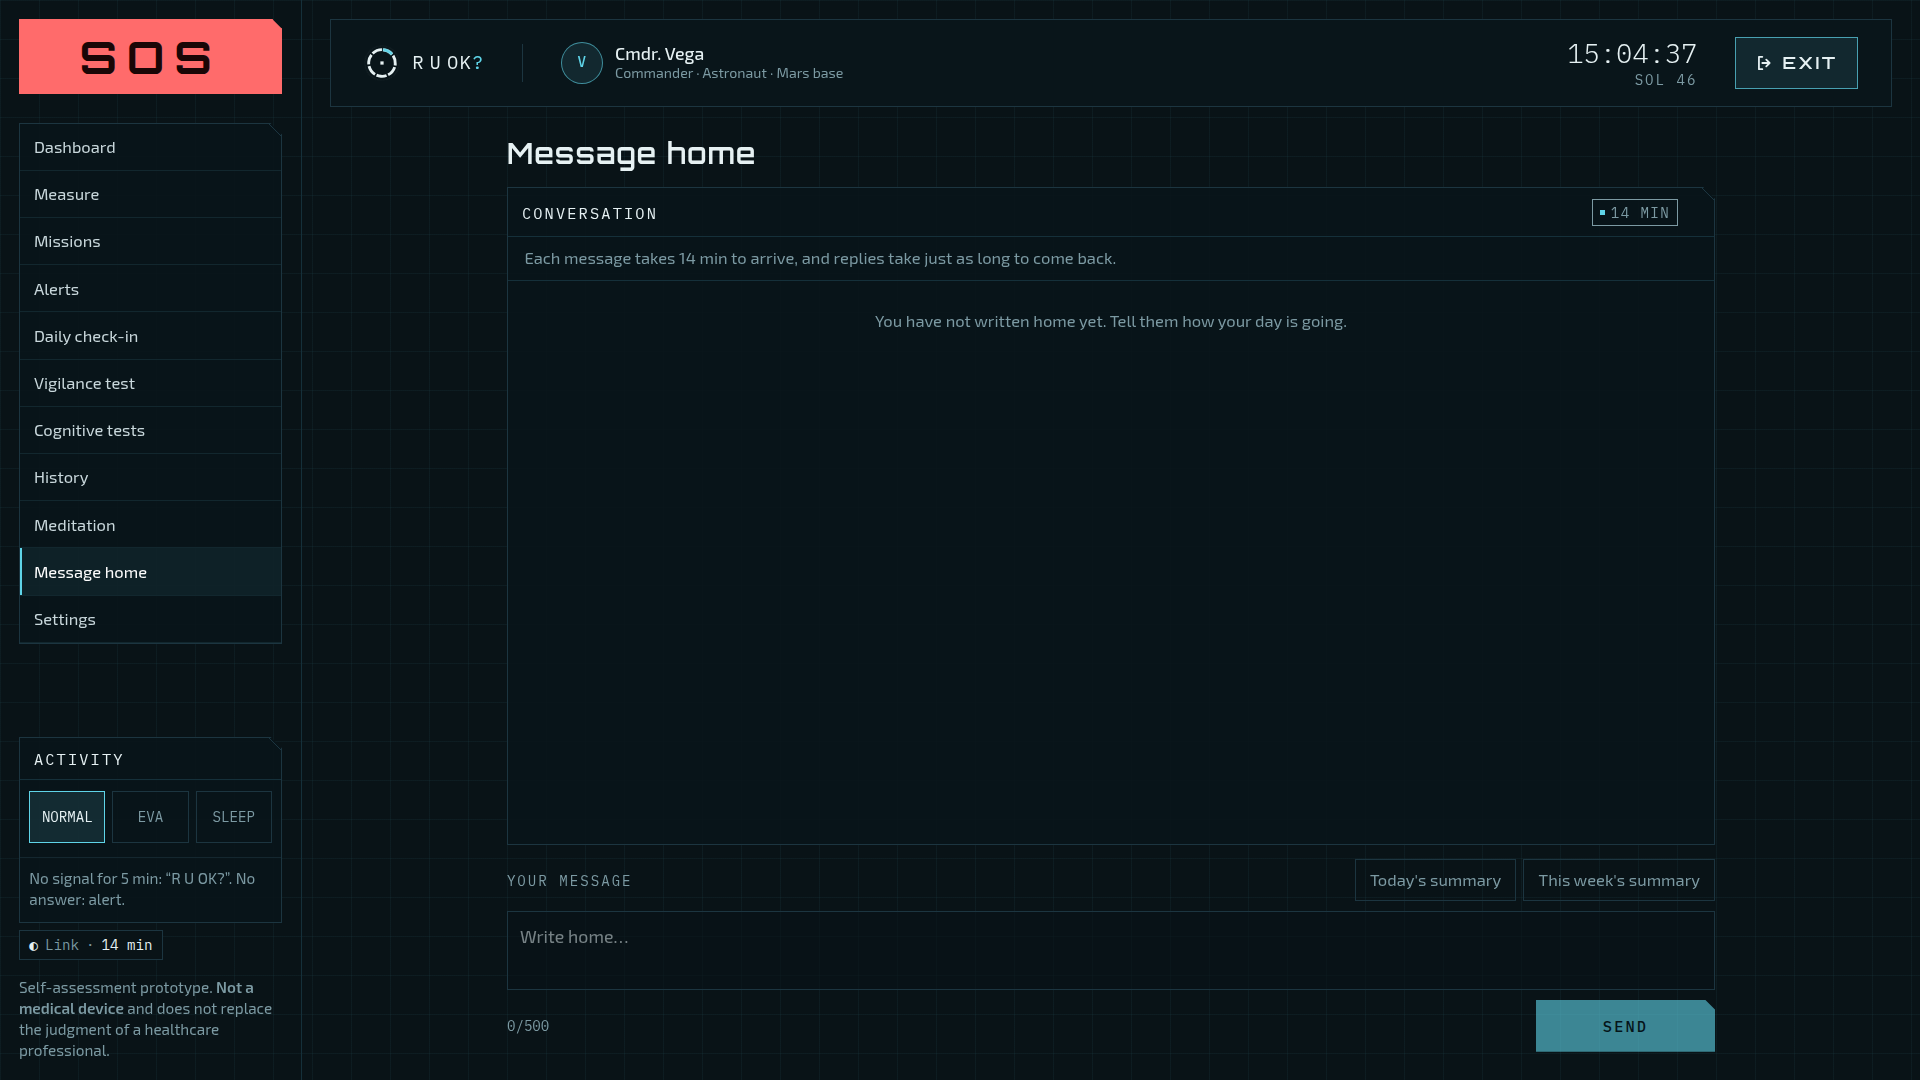 SOS
R U OK?
V
Cmdr. Vega
Commander · Astronaut · Mars base
15:04:37
SOL 46
EXIT
Dashboard
Measure
Missions
Alerts
Daily check-in
Vigilance test
Cognitive tests
History
Meditation
Message home
Settings
ACTIVITY
NORMAL
EVA
SLEEP
No signal for 5 min: “R U OK?”. No
answer: alert.
Link · 14 min
Self-assessment prototype. Not a
medical device and does not replace
the judgment of a healthcare
professional.
Message home
CONVERSATION
14 MIN
Each message takes 14 min to arrive, and replies take just as long to come back.
You have not written home yet. Tell them how your day is going.
YOUR MESSAGE
Today's summary
This week's summary
Write home…
0/500
SEND